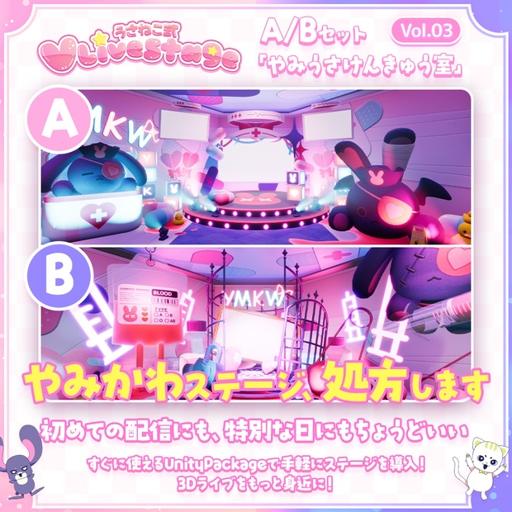 うさねこ式
LiveStage
A/Bセット
Vol.03
『やみうさけんきゅう室』
A
MKW
B
BLOOD
YMKW
やみかわステージ、処方します
初めての配信にも、特別な日にもちょうどいい
すぐに使えるUnityPackageで手軽にステージを導入!
3Dライブをもっと身近に!